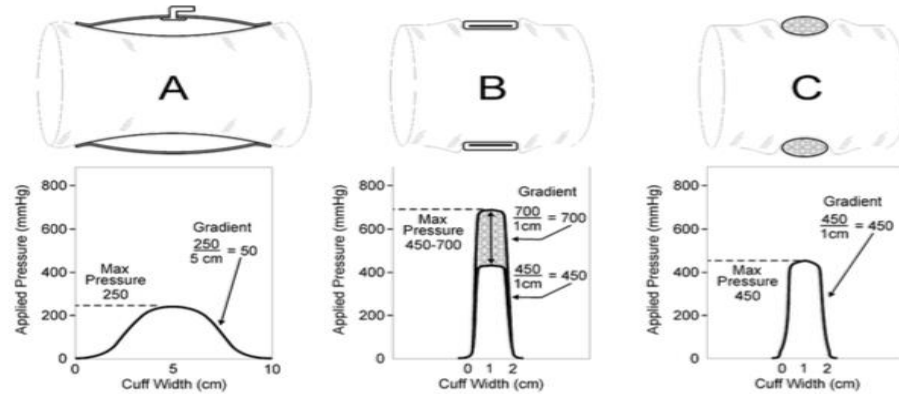 A
B
C
Applied Pressure (mmHg)
800
600
400
200
0
Gradient
250
5 cm
= 50
Max
Pressure
250
0
5
10
Cuff Width (cm)
Applied Pressure (mmHg)
800
600
400
200
0
Max
Pressure
450-700
Gradient
700
1cm
= 700
450
1cm
= 450
0 1 2
Cuff Width (cm)
Applied Pressure (mmHg)
800
600
400
200
0
Gradient
450
1cm
= 450
Max
Pressure
450
0 1 2
Cuff Width (cm)